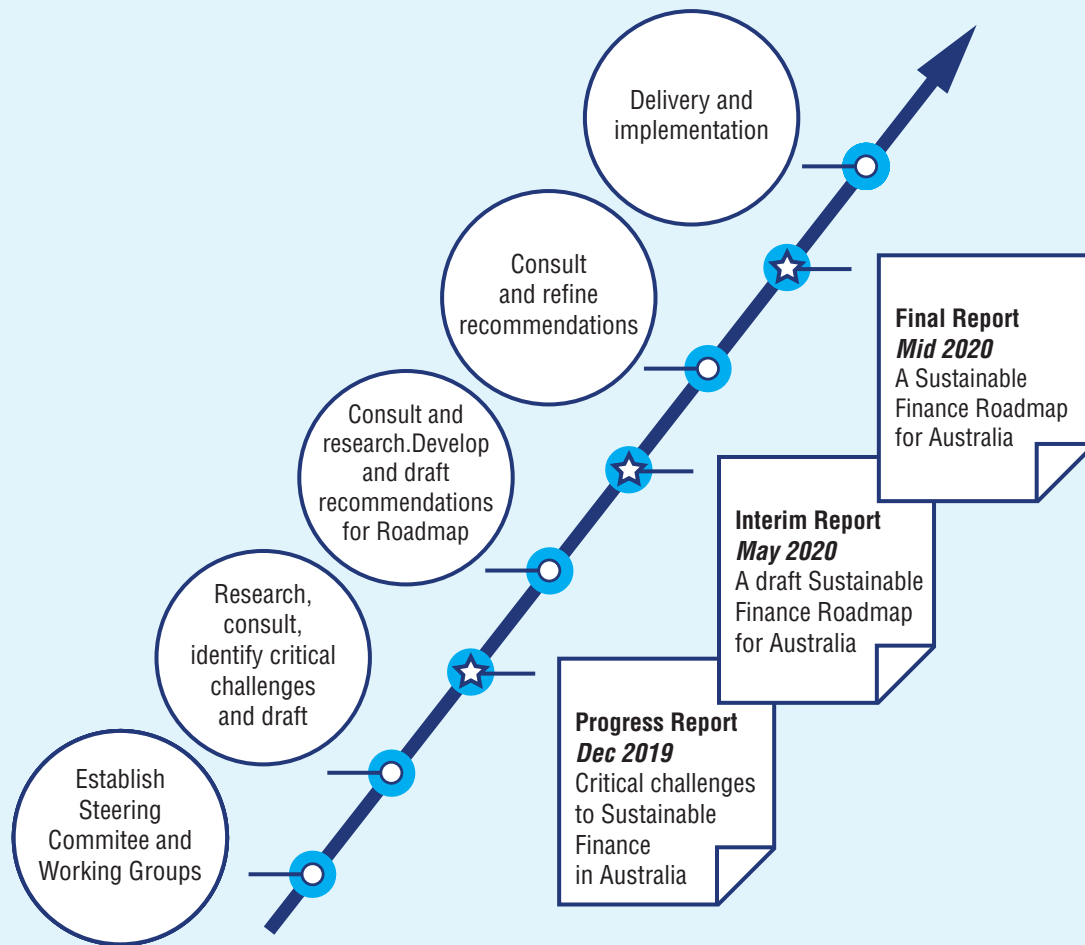 Delivery and
implementation
Consult
and refine
recommendations
Consult and
research.Develop
and draft
recommendations
for Roadmap
Research,
consult,
identify critical
challenges
and draft
Establish
Steering
Commitee and
Working Groups
Final Report
Mid 2020
A Sustainable
Finance Roadmap
for Australia
Interim Report
May 2020
A draft Sustainable
Finance Roadmap
for Australia
Progress Report
Dec 2019
Critical challenges
to Sustainable
Finance
in Australia